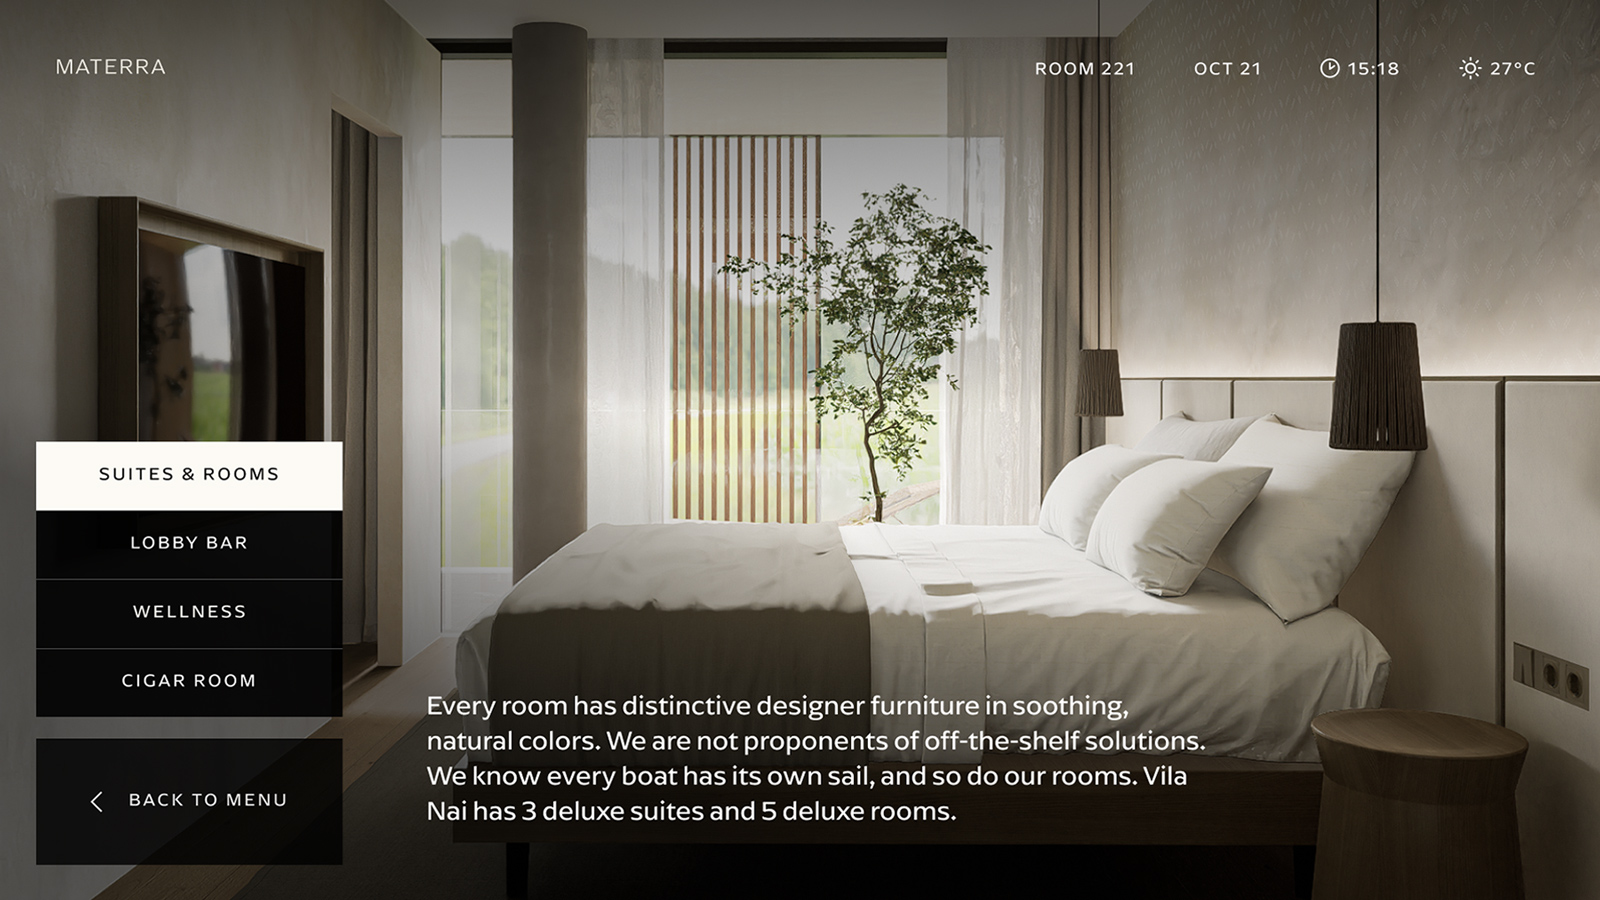 MATERRA
ROOM 221
OCT 21
15:18
27°C
SUITES & ROOMS
LOBBY BAR
WELLNESS
CIGAR ROOM
BACK TO MENU
Every room has distinctive designer furniture in soothing,
natural colors. We are not proponents of off-the-shelf solutions.
We know every boat has its own sail, and so do our rooms. Vila
Nai has 3 deluxe suites and 5 deluxe rooms.